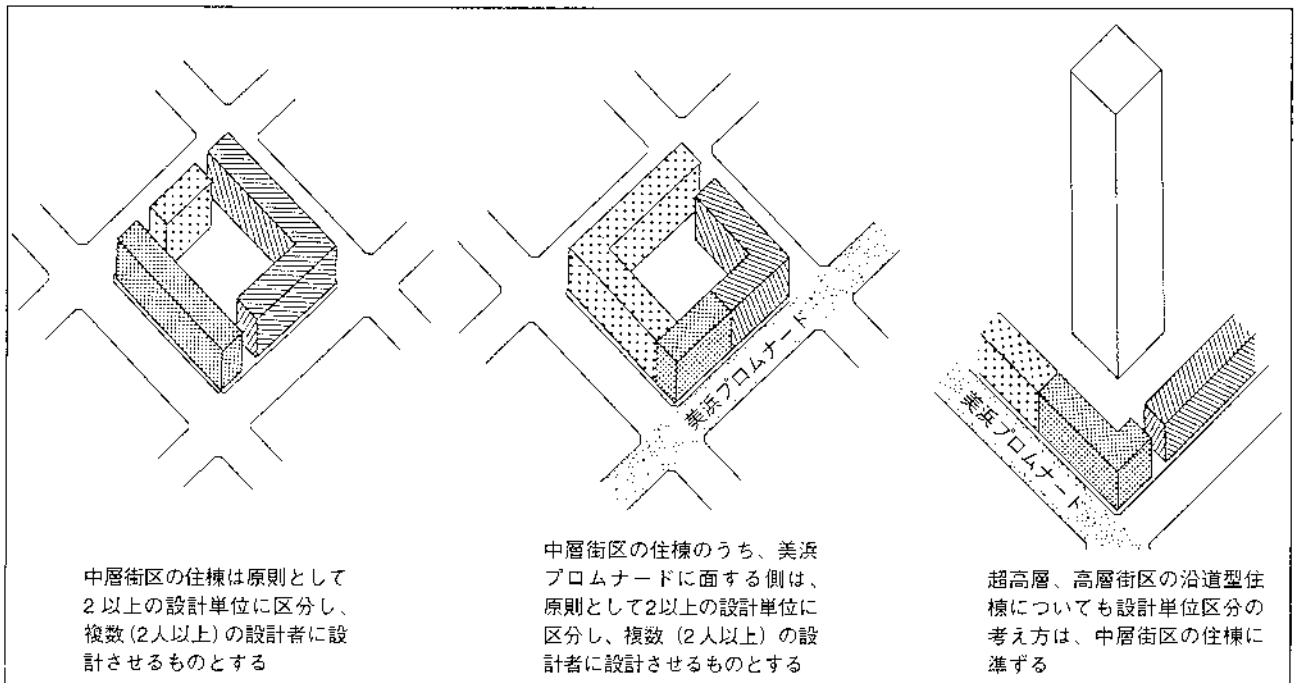 美浜プロムナード
美浜プロムナード
中層街区の住棟は原則として
2以上の設計単位に区分し、
複数(2人以上)の設計者に設
計させるものとする
中層街区の住棟のうち、美浜
プロムナードに面する側は、
原則として2以上の設計単位に
区分し、複数(2人以上)の設
計者に設計させるものとする
超高層、高層街区の沿道型住
棟についても設計単位区分の
考え方は、中層街区の住棟に
準ずる